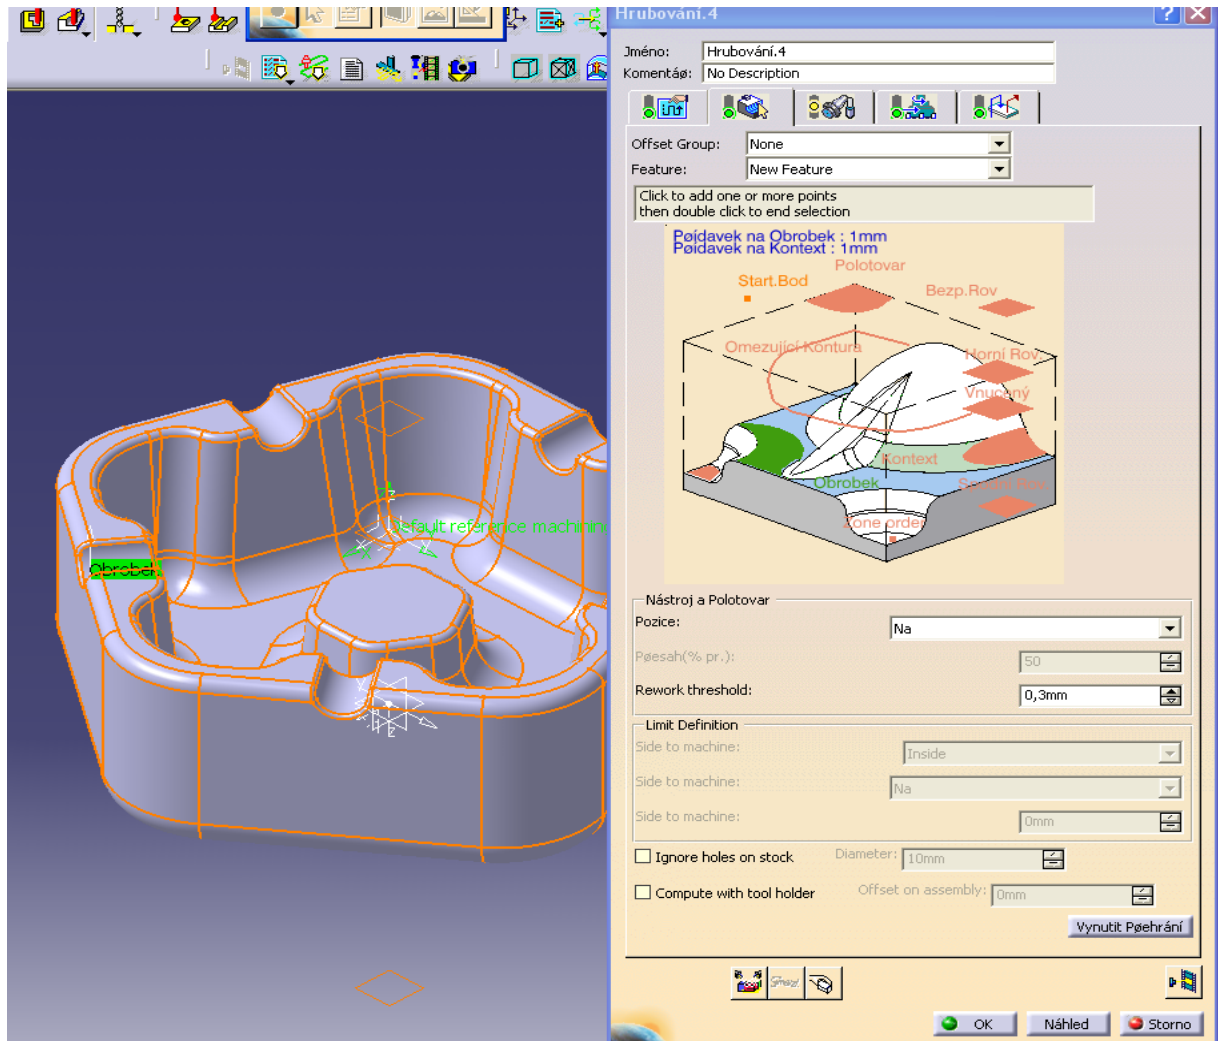 Hrubování.4
Jméno:
Hrubování.4
Komentáø:
No Description
Offset Group:
None
Feature:
New Feature
Click to add one or more points
then double click to end selection
Pøídavek na Obrobek : 1mm
Pøídavek na Kontext : 1mm
Polotovar
Start.Bod
Bezp.Rov
Omezující Kontura
Horní Rov.
Vnucený
Kontext
Obrobek
Zone order
Default reference machining
Obrobek
Nástroj a Polotovar
Pozice:
Na
Pøesah(% pr.):
50
Rework threshold:
0,3mm
Limit Definition
Side to machine:
Inside
Side to machine:
Na
Side to machine:
0mm
Ignore holes on stock
Diameter:
10mm
Compute with tool holder
Offset on assembly:
0mm
Vynutit Pøehrání
OK
Náhled
Storno